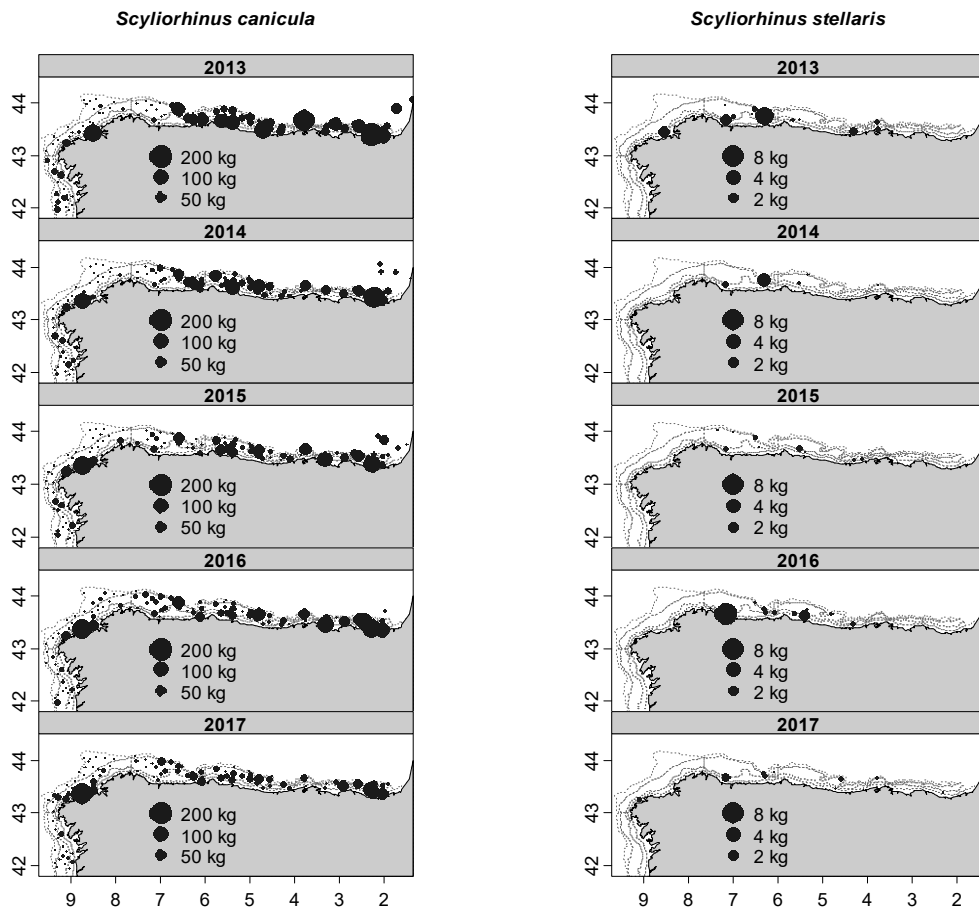 Scyliorhinus canicula
Scyliorhinus stellaris
2013
44
43
42
200 kg
100 kg
50 kg
2013
44
43
42
8 kg
4 kg
2 kg
2014
44
43
42
200 kg
100 kg
50 kg
2014
44
43
42
8 kg
4 kg
2 kg
2015
44
43
42
200 kg
100 kg
50 kg
2015
44
43
42
8 kg
4 kg
2 kg
2016
44
43
42
200 kg
100 kg
50 kg
2016
44
43
42
8 kg
4 kg
2 kg
2017
44
43
42
200 kg
100 kg
50 kg
2017
44
43
42
8 kg
4 kg
2 kg
9 8 7 6 5 4 3 2
9 8 7 6 5 4 3 2